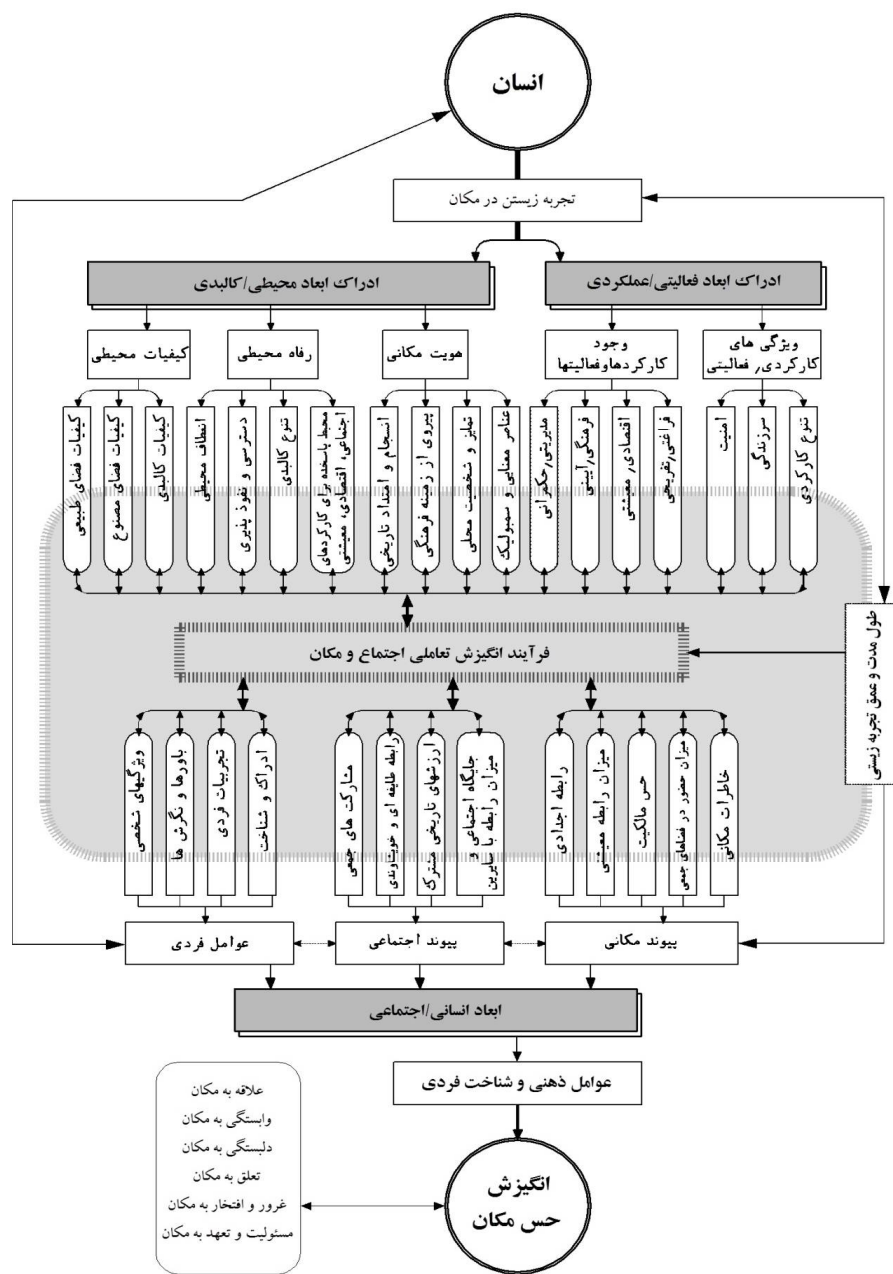 انسان
تجربه زیستن در مکان
ادراک ابعاد فعالیتی/عملکردی
ادراک ابعاد محیطی/کالبدی
ویژگی های
کارکردی٫ فعالیتی
وجود
کارکردهاوفعالیتها
هویت مکانی
رفاه محیطی
کیفیات محیطی
تنوع کارکردی
سرزندگی
امنیت
فراغتی٫تفریحی
اقتصادی٫ معیشتی
فرهنگی٫ آیینی
مدیریتی٫ حکمرانی
عناصر معنایی و سمبولیک
تمایز و شخصیت محلی
پیروی از زمینه فرهنگی
انسجام و امتداد تاریخی
محیط پاسخده برای کارکردهای
اجتماعی، اقتصادی، معیشتی
تنوع کالبدی
دسترسی و نفوذ پذیری
انعطاف محیطی
کیفیات کالبدی
کیفیات فضای مصنوع
کیفیات فضای طبیعی
فرآیند انگیزش تعاملی اجتماع و مکان
طول مدت و عمق تجربه زیستی
خاطرات مکانی
میزان حضور در فضاهای جمعی
حس مالکیت
میزان رابطه معیشتی
رابطه اجدادی
جایگاه اجتماعی و
میزان رابطه با سایرین
ارزشهای تاریخی مشترک
رابطه طایفه ای و خویشاوندی
مشارکت های جمعی
ادراک و شناخت
تجربیات فردی
باورها و نگرش ها
ویژگیهای شخصی
پیوند مکانی
پیوند اجتماعی
عوامل فردی
ابعاد انسانی/اجتماعی
عوامل ذهنی و شناخت فردی
انگیزش
حس مکان
علاقه به مکان
وابستگی به مکان
دلبستگی به مکان
تعلق به مکان
غرور و افتخار به مکان
مسئولیت و تعهد به مکان